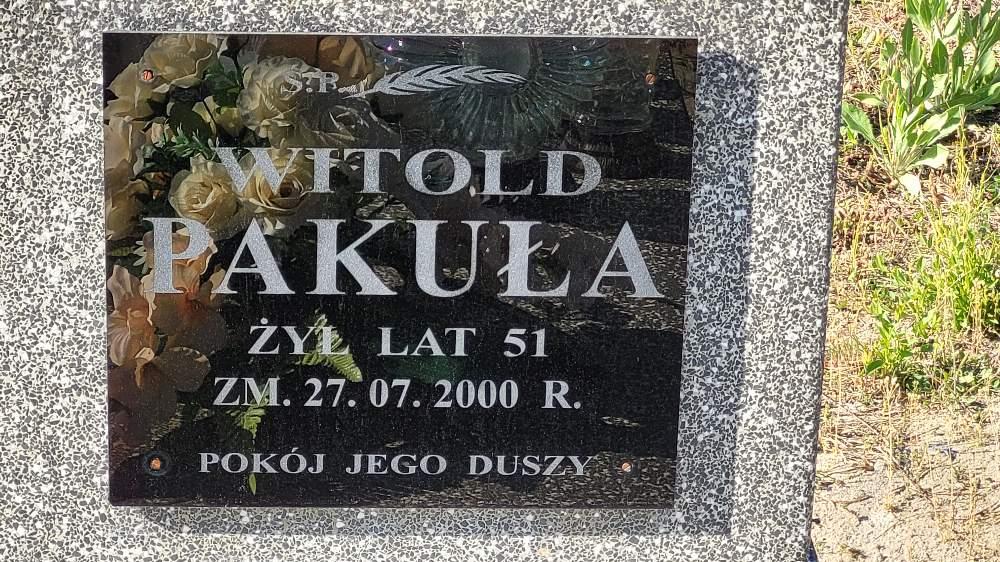 Ś.P.
WITOLD
PAKUŁA
ŻYŁ LAT 51
ZM. 27. 07. 2000 R.
POKÓJ JEGO DUSZY